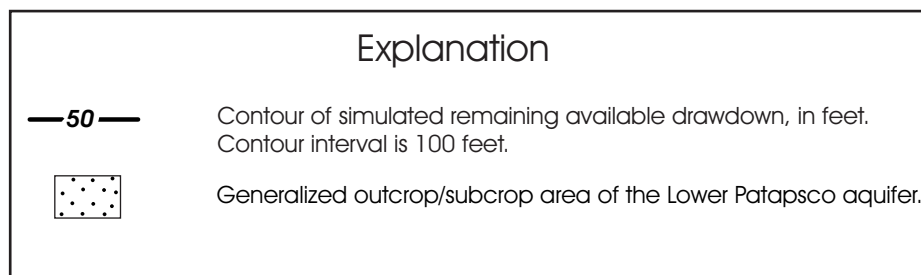 Explanation
50
Contour of simulated remaining available drawdown, in feet.
Contour interval is 100 feet.
Generalized outcrop/subcrop area of the Lower Patapsco aquifer.